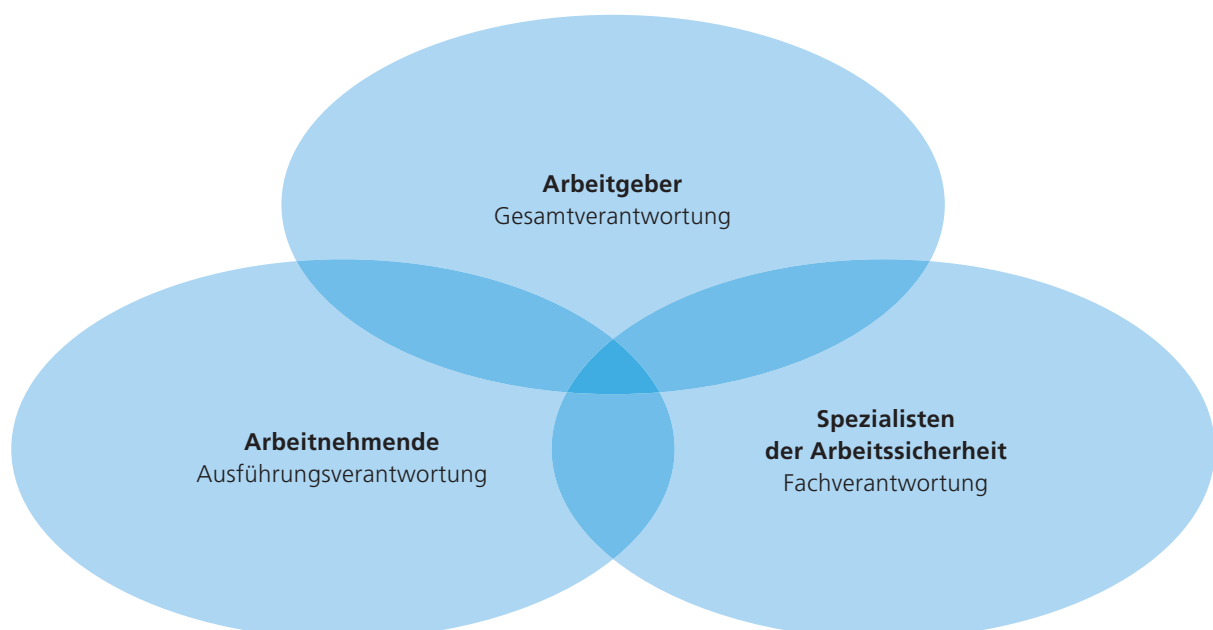 Arbeitgeber
Gesamtverantwortung
Arbeitnehmende
Ausführungsverantwortung
Spezialisten
der Arbeitssicherheit
Fachverantwortung